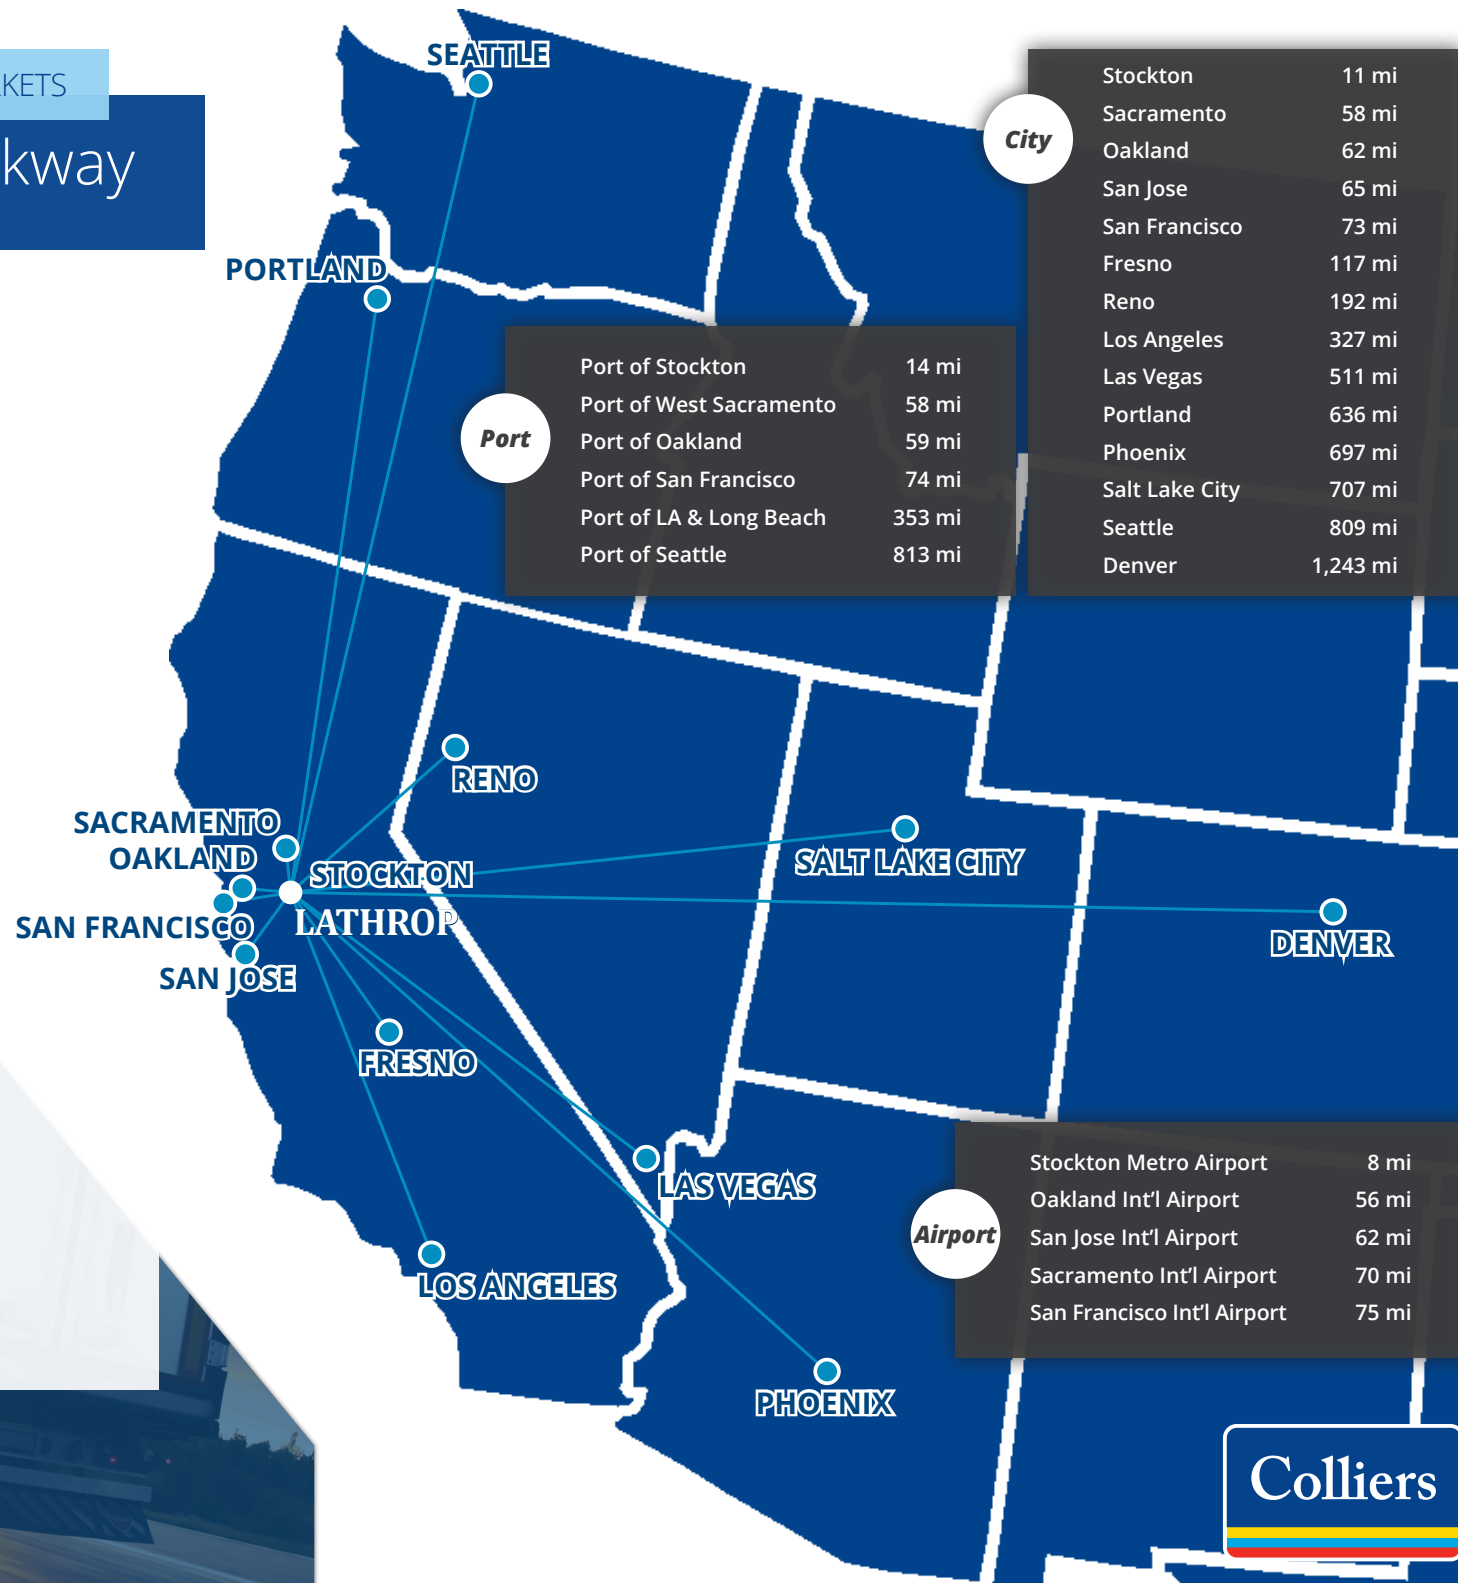 SEATTLE
PORTLAND
City
Stockton 11 mi
Sacramento 58 mi
Oakland 62 mi
San Jose 65 mi
San Francisco 73 mi
Fresno 117 mi
Reno 192 mi
Los Angeles 327 mi
Las Vegas 511 mi
Portland 636 mi
Phoenix 697 mi
Salt Lake City 707 mi
Seattle 809 mi
Denver 1,243 mi
Port
Port of Stockton 14 mi
Port of West Sacramento 58 mi
Port of Oakland 59 mi
Port of San Francisco 74 mi
Port of LA & Long Beach 353 mi
Port of Seattle 813 mi
RENO
SACRAMENTO
OAKLAND
STOCKTON
LATHROP
SAN FRANCISCO
SAN JOSE
SALT LAKE CITY
DENVER
FRESNO
LAS VEGAS
LOS ANGELES
PHOENIX
Airport
Stockton Metro Airport 8 mi
Oakland Int’l Airport 56 mi
San Jose Int’l Airport 62 mi
Sacramento Int’l Airport 70 mi
San Francisco Int’l Airport 75 mi
Colliers